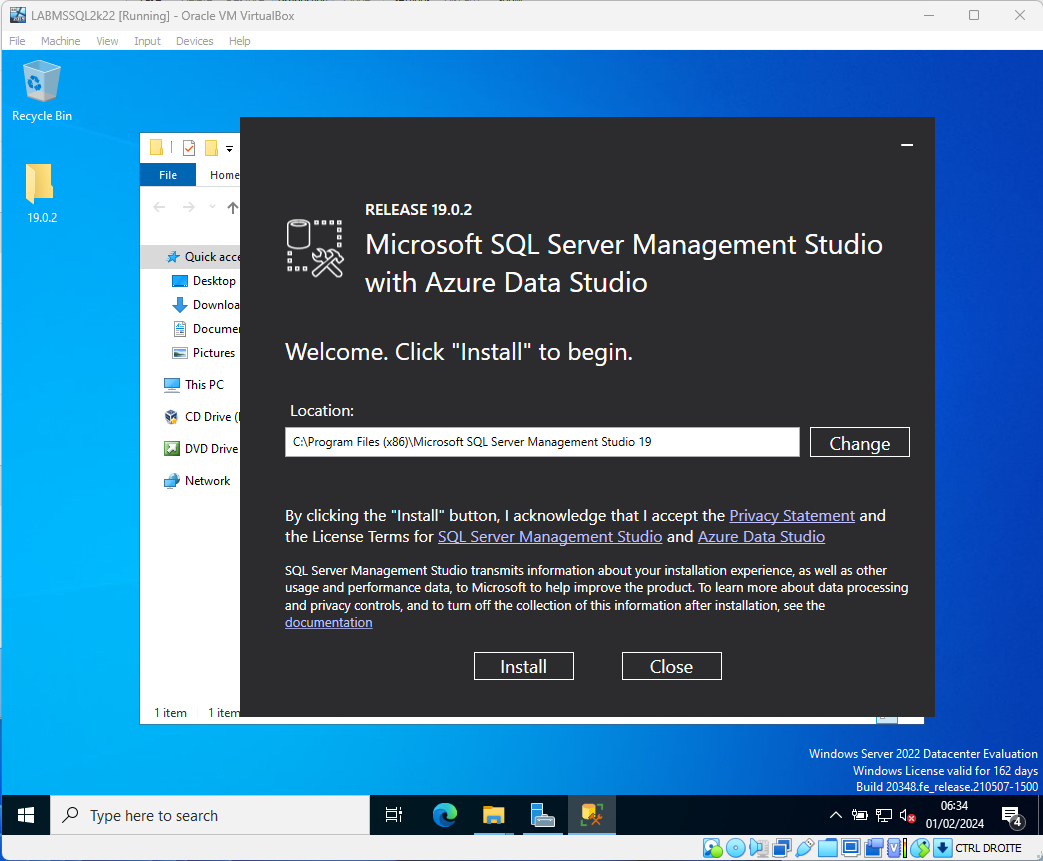 LABMSSQL2k22 [Running] - Oracle VM VirtualBox
File Machine View Input Devices Help
Recycle Bin
19.0.2
File Home
Quick acce
Desktop
Downloa
Documen
Pictures
This PC
CD Drive (
DVD Drive
Network
1 item 1 item
RELEASE 19.0.2
Microsoft SQL Server Management Studio
with Azure Data Studio
Welcome. Click "Install" to begin.
Location:
C:\Program Files (x86)\Microsoft SQL Server Management Studio 19
Change
By clicking the "Install" button, I acknowledge that I accept the Privacy Statement and
the License Terms for SQL Server Management Studio and Azure Data Studio
SQL Server Management Studio transmits information about your installation experience, as well as other
usage and performance data, to Microsoft to help improve the product. To learn more about data processing
and privacy controls, and to turn off the collection of this information after installation, see the
documentation
Install Close
Windows Server 2022 Datacenter Evaluation
Windows License valid for 162 days
Build 20348.fe_release.210507-1500
Type here to search
06:34
01/02/2024
4
CTRL DROITE